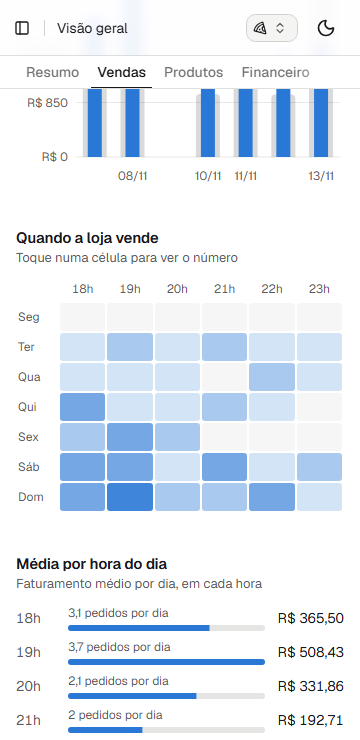 Visão geral
Resumo Vendas Produtos Financeiro
R$ 850
R$ 0
08/11 10/11 11/11 13/11
Quando a loja vende
Toque numa célula para ver o número
18h 19h 20h 21h 22h 23h
Seg
Ter
Qua
Qui
Sex
Sáb
Dom
Média por hora do dia
Faturamento médio por dia, em cada hora
18h 3,1 pedidos por dia R$ 365,50
19h 3,7 pedidos por dia R$ 508,43
20h 2,1 pedidos por dia R$ 331,86
21h 2 pedidos por dia R$ 192,71